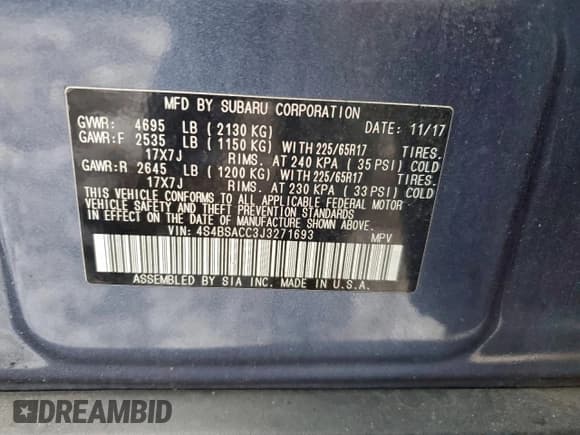 MFD BY SUBARU CORPORATION
GVWR: 4695 LB ( 2130 KG) DATE: 11/17
GAWR:F 2535 LB ( 1150 KG) WITH 225/65R17 TIRES.
17X7J RIMS. AT 240 KPA ( 35 PSI) COLD
GAWR:R 2645 LB ( 1200 KG) WITH 225/65R17 TIRES.
17X7J RIMS. AT 230 KPA ( 33 PSI) COLD
THIS VEHICLE CONFORMS TO ALL APPLICABLE FEDERAL MOTOR
VEHICLE SAFETY AND THEFT PREVENTION STANDARDS
IN EFFECT ON THE DATE OF MANUFACTURE SHOWN ABOVE.
VIN: 4S4BSACC3J3271693 MPV
ASSEMBLED BY SIA INC. MADE IN U.S.A.
DREAMBID